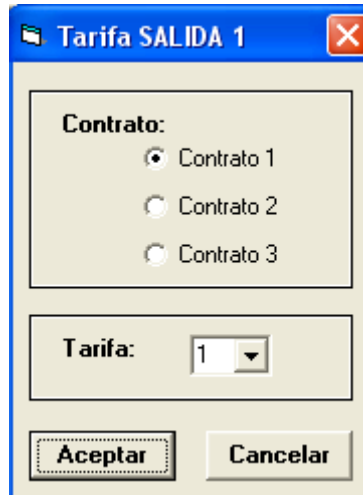 Tarifa SALIDA 1
Contrato:
Contrato 1
Contrato 2
Contrato 3
Tarifa: 1
Aceptar Cancelar